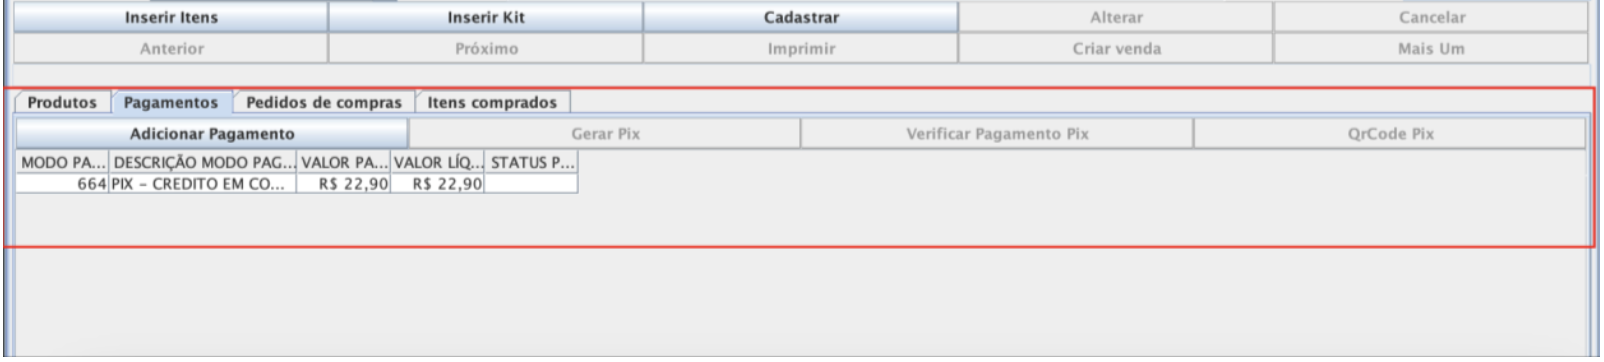 Inserir Itens Inserir Kit Cadastrar Alterar Cancelar
Anterior Próximo Imprimir Criar venda Mais Um
Produtos Pagamentos Pedidos de compras Itens comprados
Adicionar Pagamento Gerar Pix Verificar Pagamento Pix QrCode Pix
MODO PA... DESCRIÇÃO MODO PAG... VALOR PA... VALOR LÍQ... STATUS P...
664 PIX – CREDITO EM CO... R$ 22,90 R$ 22,90